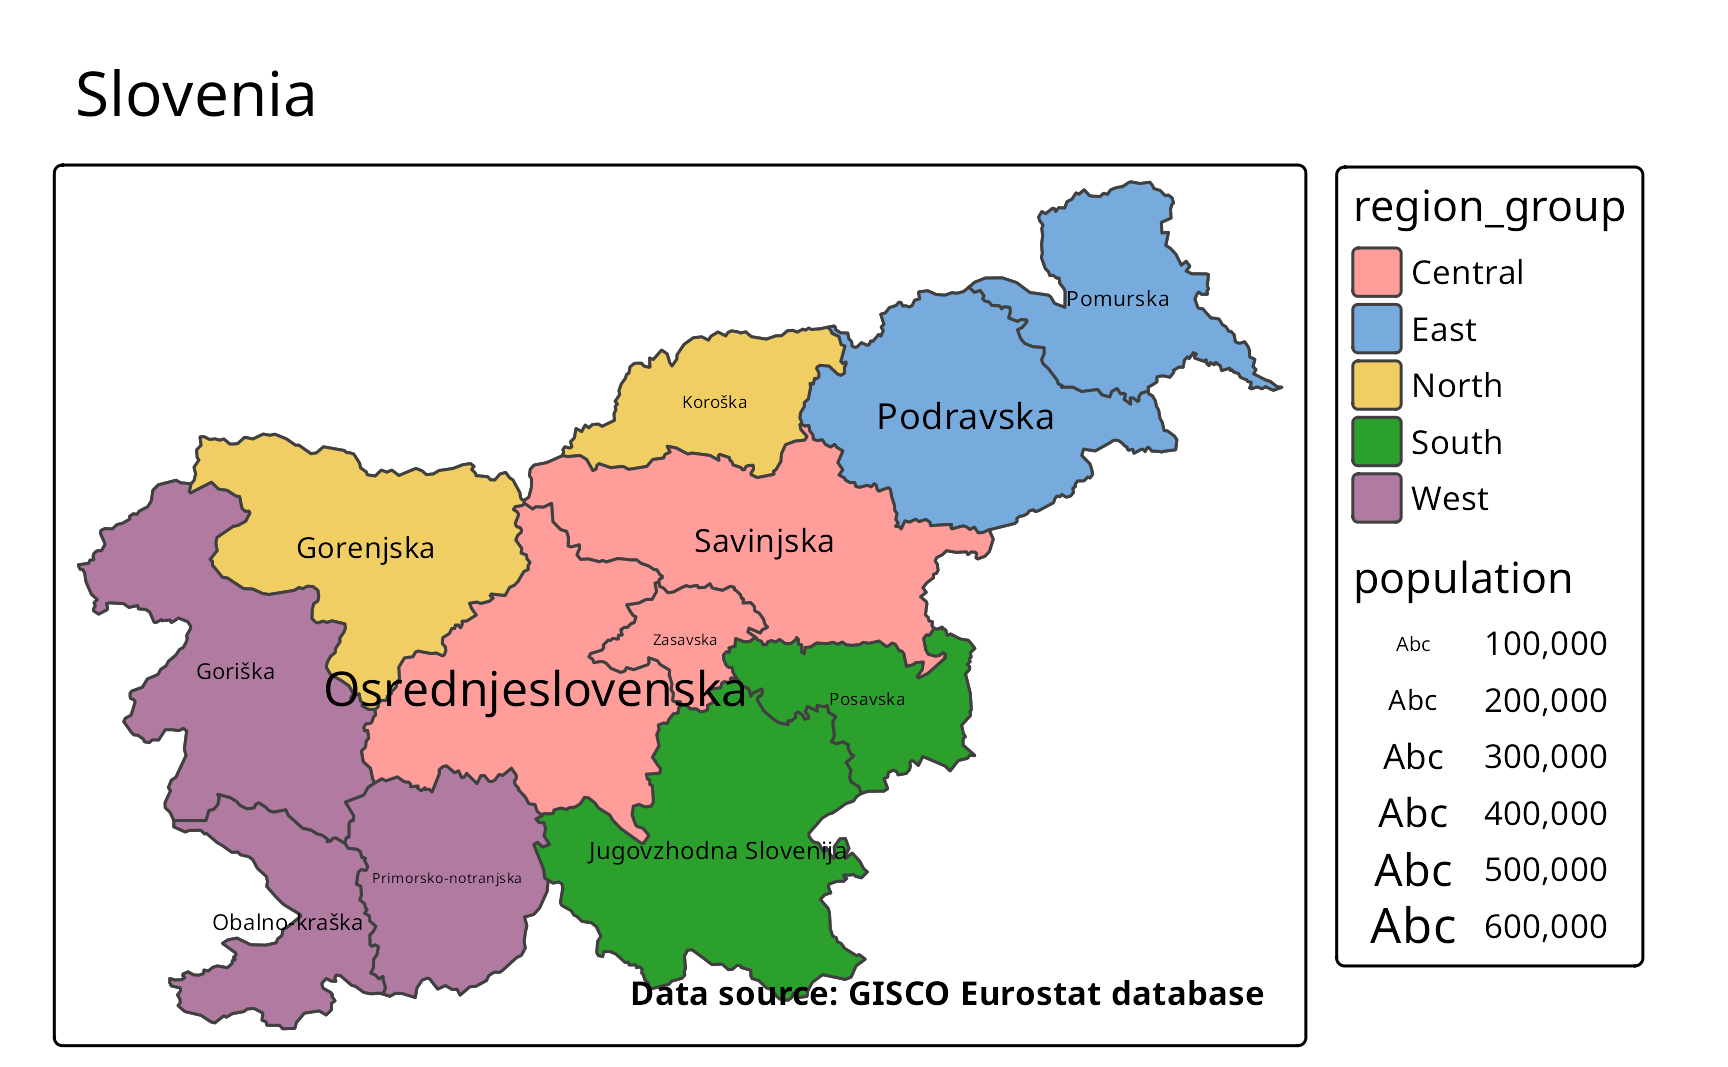 Slovenia
Pomurska
Koroška
Podravska
Gorenjska
Savinjska
Zasavska
Goriška
Osrednjeslovenska
Posavska
Jugovzhodna Slovenija
Primorsko-notranjska
Obalno-kraška
Data source: GISCO Eurostat database
region_group
Central
East
North
South
West
population
Abc 100,000
Abc 200,000
Abc 300,000
Abc 400,000
Abc 500,000
Abc 600,000